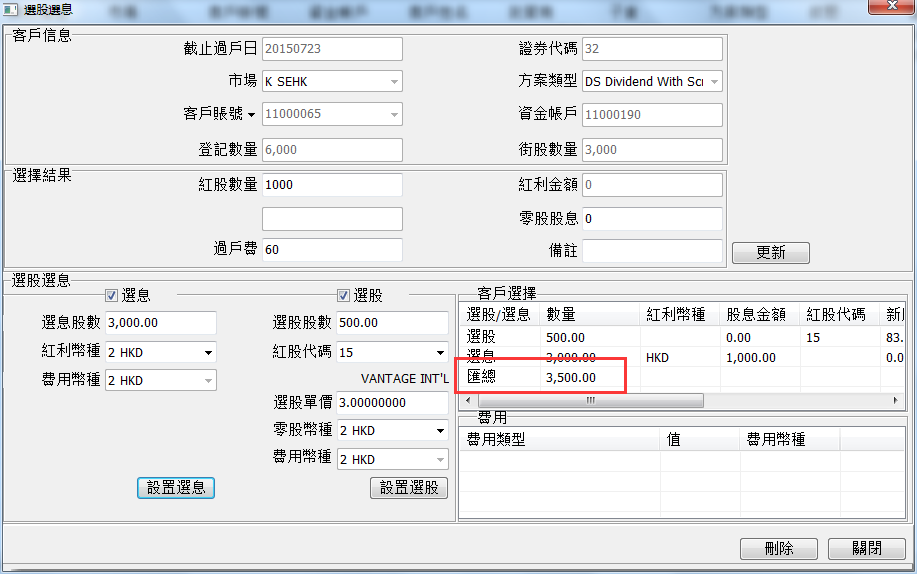 選股選息
客戶信息
截止過戶日 20150723 證券代碼 32
市場 K SEHK 方案類型 DS Dividend With Scr
客戶賬號 11000065 資金帳戶 11000190
登記數量 6,000 街股數量 3,000
選擇結果
紅股數量 1000 紅利金額 0
零股股息 0
過戶費 60 備註 更新
選股選息
選息 選股 客戶選擇
選股/選息 數量 紅利幣種 股息金額 紅股代碼 新
選息股數 3,000.00 選股股數 500.00
選股 500.00 0.00 15 83.
紅利幣種 2 HKD 紅股代碼 15
選息 3,000.00 HKD 1,000.00 0.0
費用幣種 2 HKD VANTAGE INT'L
匯總 3,500.00
選股單價 3.00000000
費用
零股幣種 2 HKD
費用類型 值 費用幣種
費用幣種 2 HKD
設置選息 設置選股
刪除 關閉